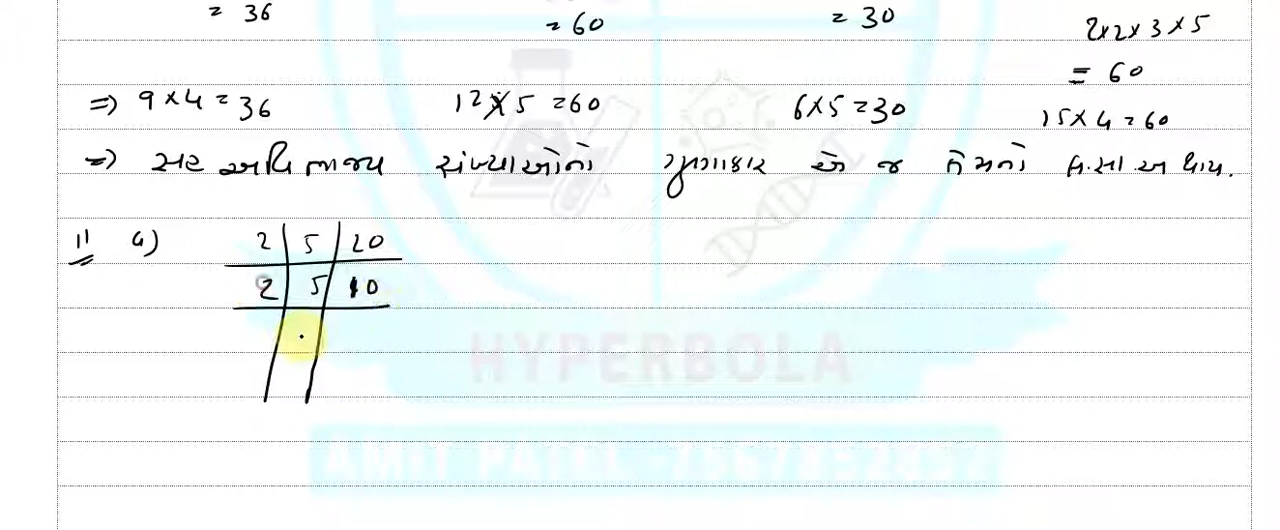 = 36 = 60 = 30 2×2×3×5
= 60
⇒ 9×4=36 12×5=60 6×5=30 15×4=60
⇒ સહ અવિભાજ્ય સંખ્યાઓનો ગુણાકાર એ જ તેમનો લ.સા.અ થાય.
11 a) 2 | 5 | 20
2 | 5 | 10
HYPERBOLA